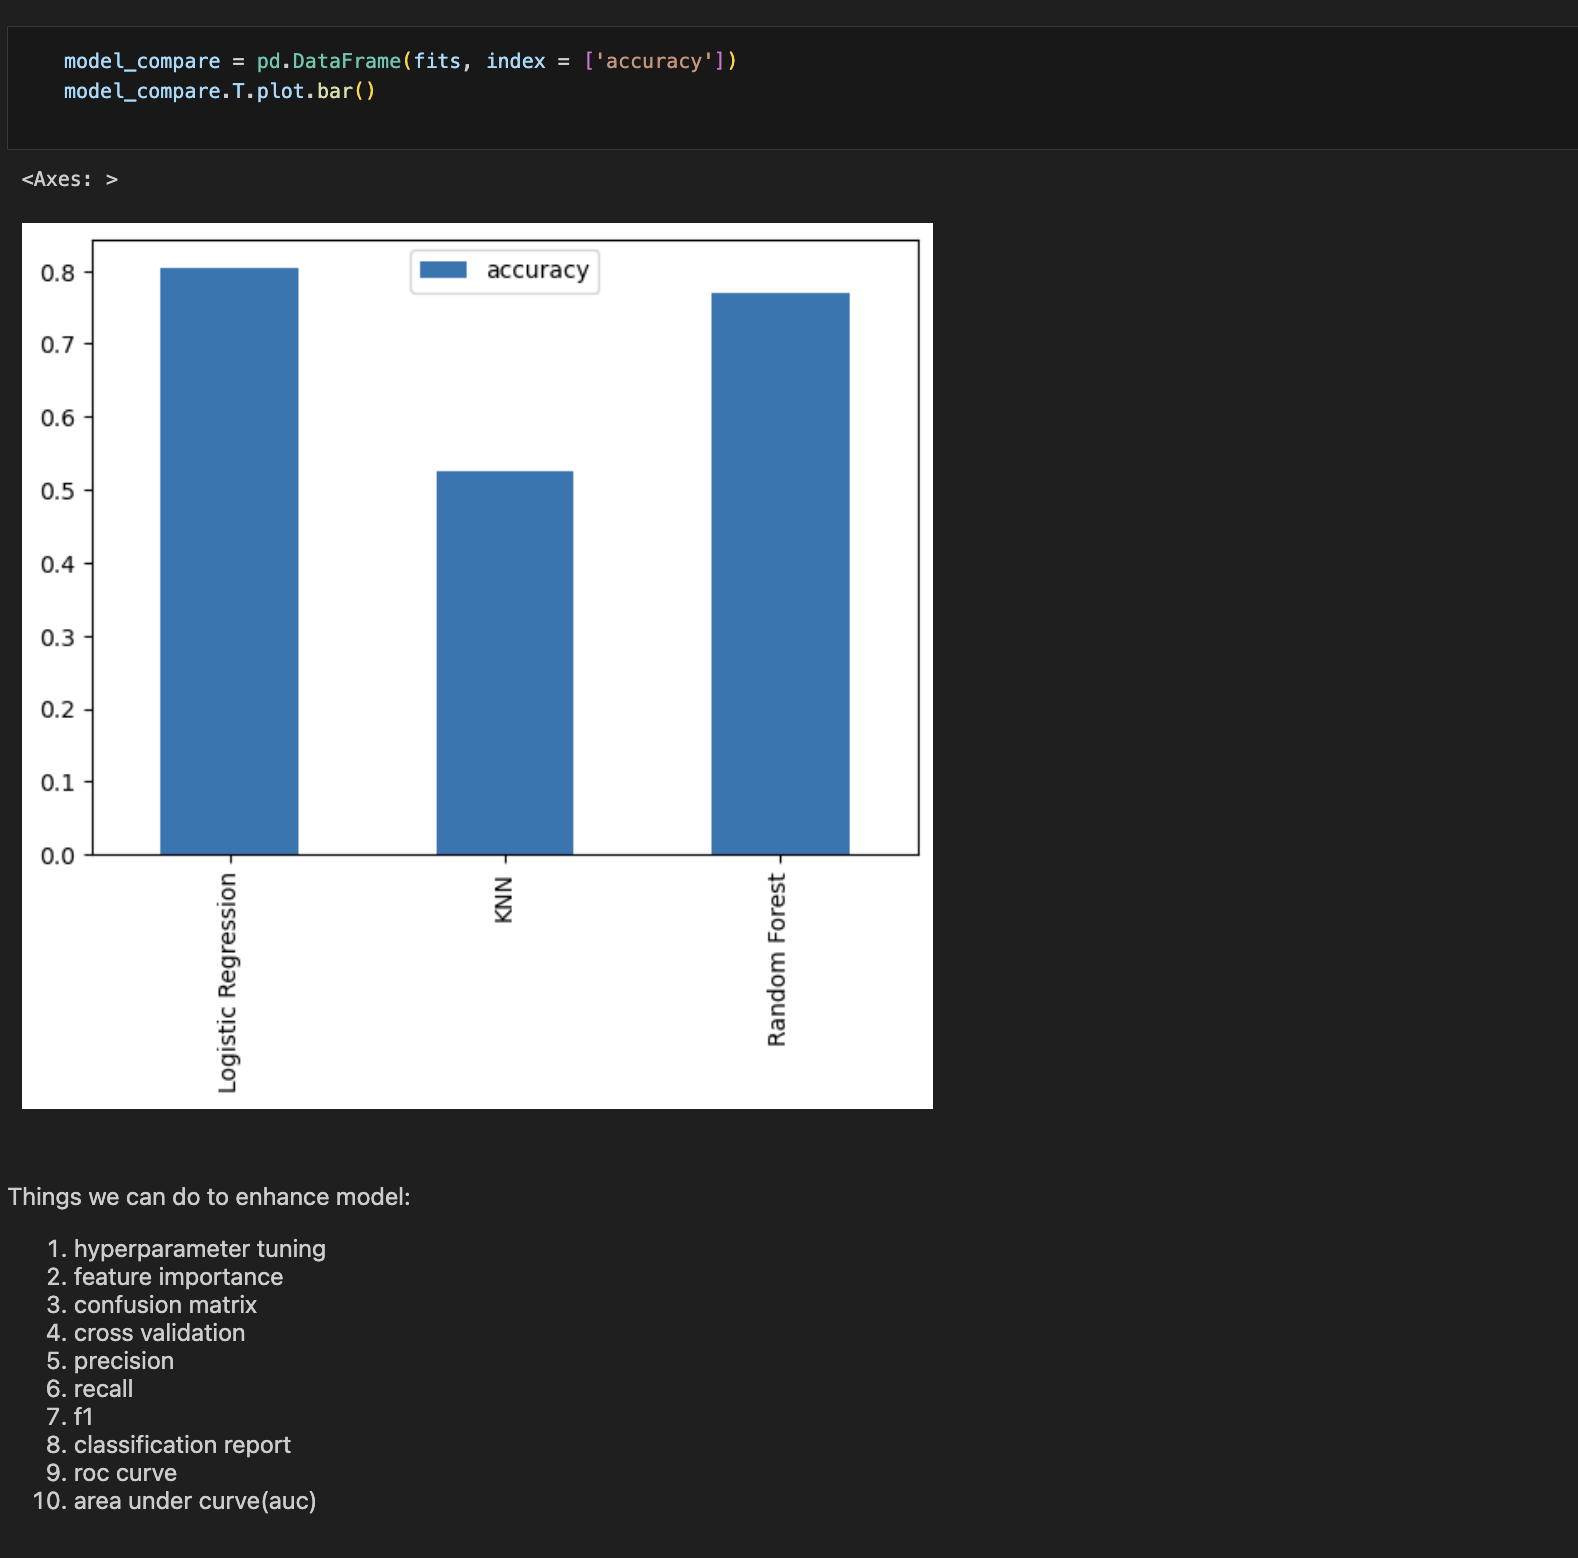 model_compare = pd.DataFrame(fits, index = ['accuracy'])
model_compare.T.plot.bar()
<Axes: >
accuracy
0.8
0.7
0.6
0.5
0.4
0.3
0.2
0.1
0.0
Logistic Regression
KNN
Random Forest
Things we can do to enhance model:
1. hyperparameter tuning
2. feature importance
3. confusion matrix
4. cross validation
5. precision
6. recall
7. f1
8. classification report
9. roc curve
10. area under curve(auc)